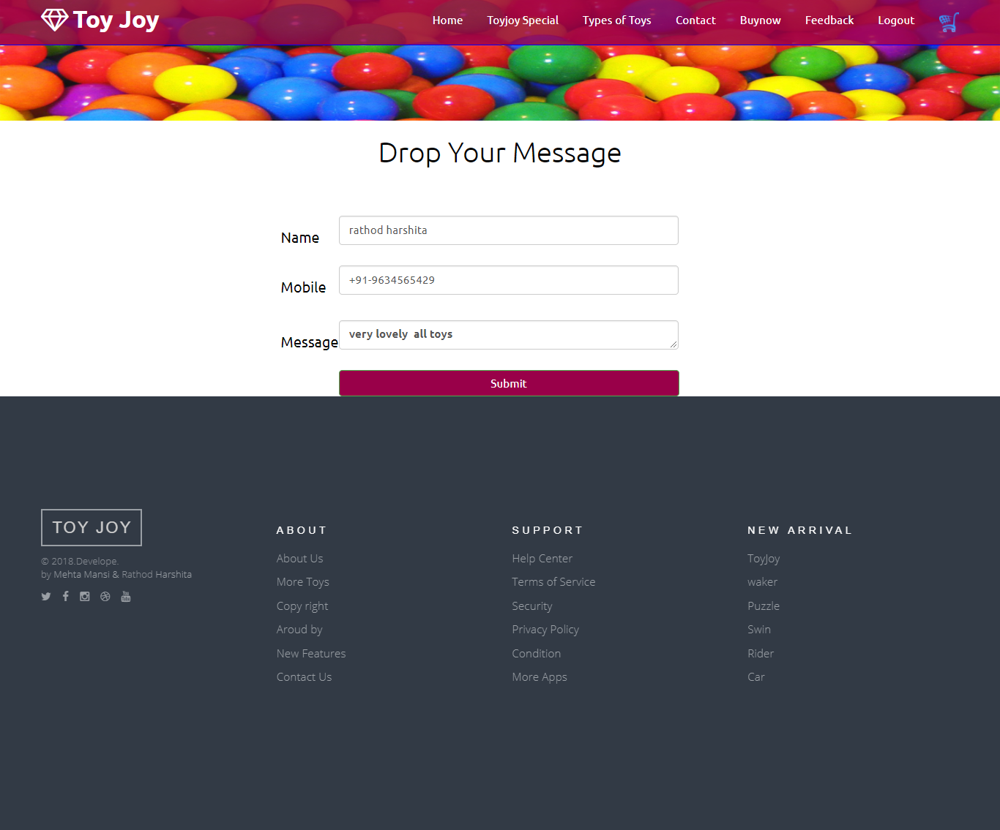 Toy Joy
Home Toyjoy Special Types of Toys Contact Buynow Feedback Logout
Drop Your Message
Name rathod harshita
Mobile +91-9634565429
Message very lovely  all toys
Submit
TOY JOY
© 2018.Develope.
by Mehta Mansi & Rathod Harshita
ABOUT
About Us
More Toys
Copy right
Aroud by
New Features
Contact Us
SUPPORT
Help Center
Terms of Service
Security
Privacy Policy
Condition
More Apps
NEW ARRIVAL
ToyJoy
waker
Puzzle
Swin
Rider
Car